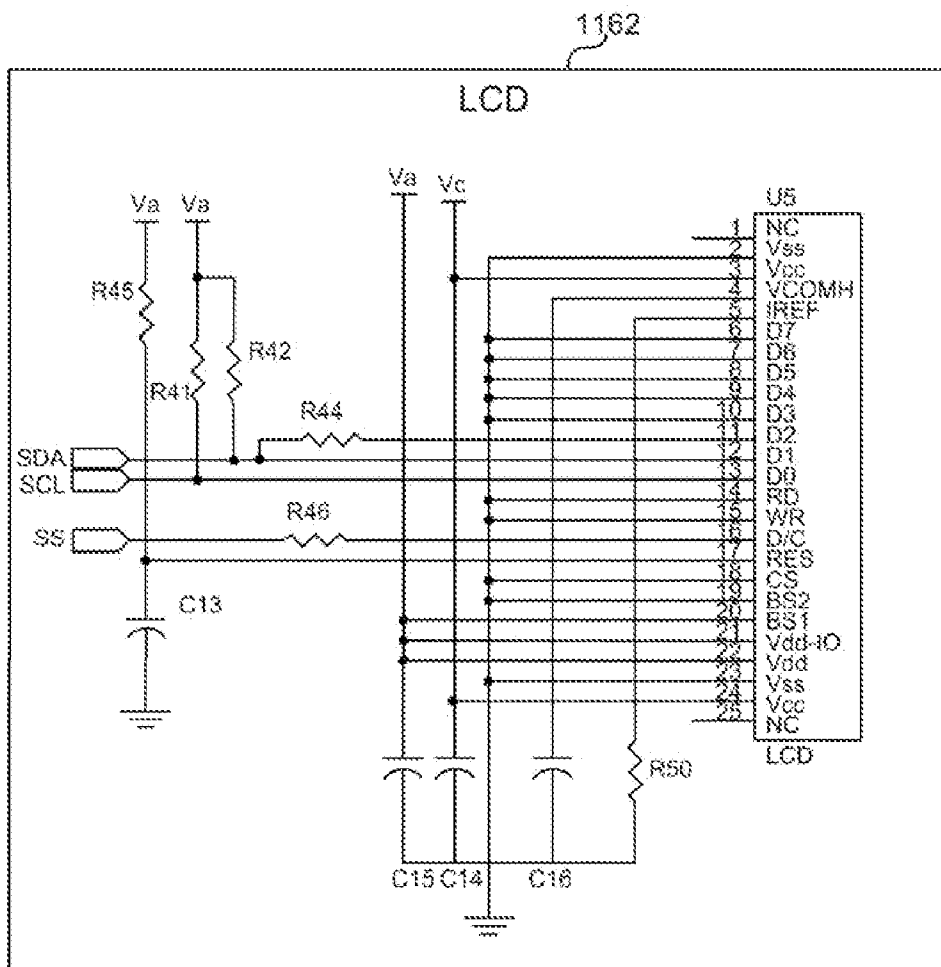 1162
LCD
Va
Vc
U5
Va
Va
1 NC
2 Vss
3 Vcc
4 VCOMH
5 IREF
6 D7
7 D6
8 D5
9 D4
10 D3
11 D2
12 D1
13 D0
14 RD
15 WR
16 D/C
17 RES
18 CS
19 BS2
20 BS1
21 Vdd-IO
22 Vdd
23 Vss
24 Vcc
25 NC
LCD
R45
R42
R41
R44
SDA
SCL
R46
SS
C13
R50
C15
C14
C16